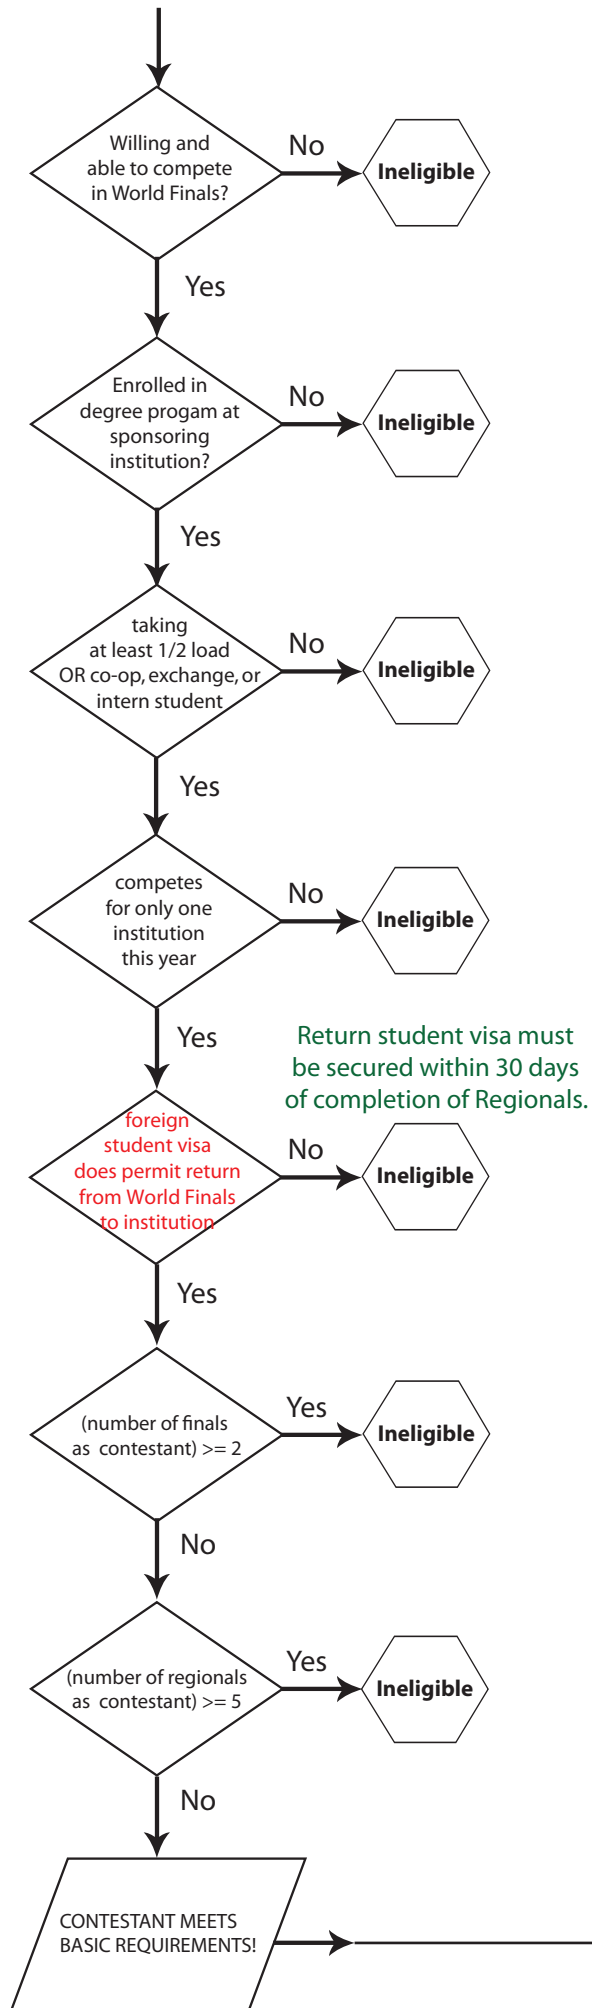 Willing and
able to compete
in World Finals?
No
Ineligible
Yes
Enrolled in
degree progam at
sponsoring
institution?
No
Ineligible
Yes
taking
at least 1/2 load
OR co-op, exchange, or
intern student
No
Ineligible
Yes
competes
for only one
institution
this year
No
Ineligible
Yes
Return student visa must
be secured within 30 days
of completion of Regionals.
foreign
student visa
does permit return
from World Finals
to institution
No
Ineligible
Yes
(number of finals
as contestant) >= 2
Yes
Ineligible
No
(number of regionals
as contestant) >= 5
Yes
Ineligible
No
CONTESTANT MEETS
BASIC REQUIREMENTS!